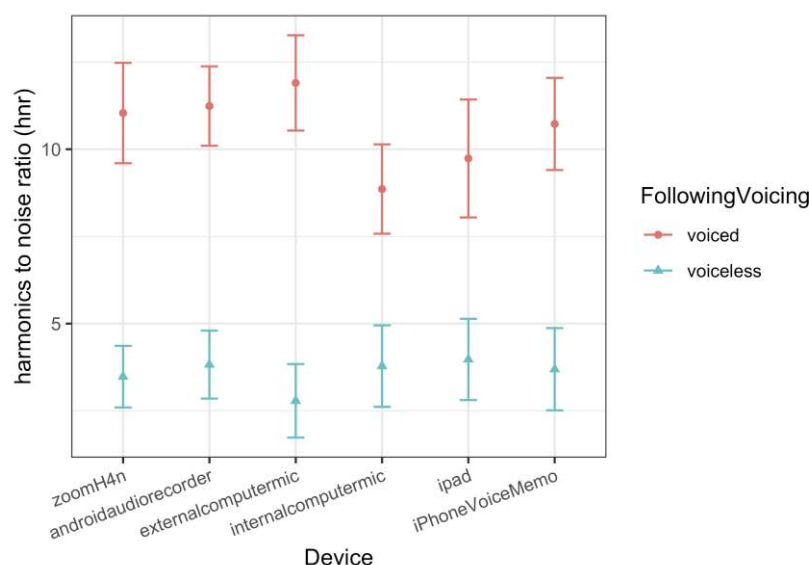 harmonics to noise ratio (hnr)
10
5
zoomH4n
androidaudiorecorder
externalcomputermic
internalcomputermic
ipad
iPhoneVoiceMemo
Device
FollowingVoicing
voiced
voiceless